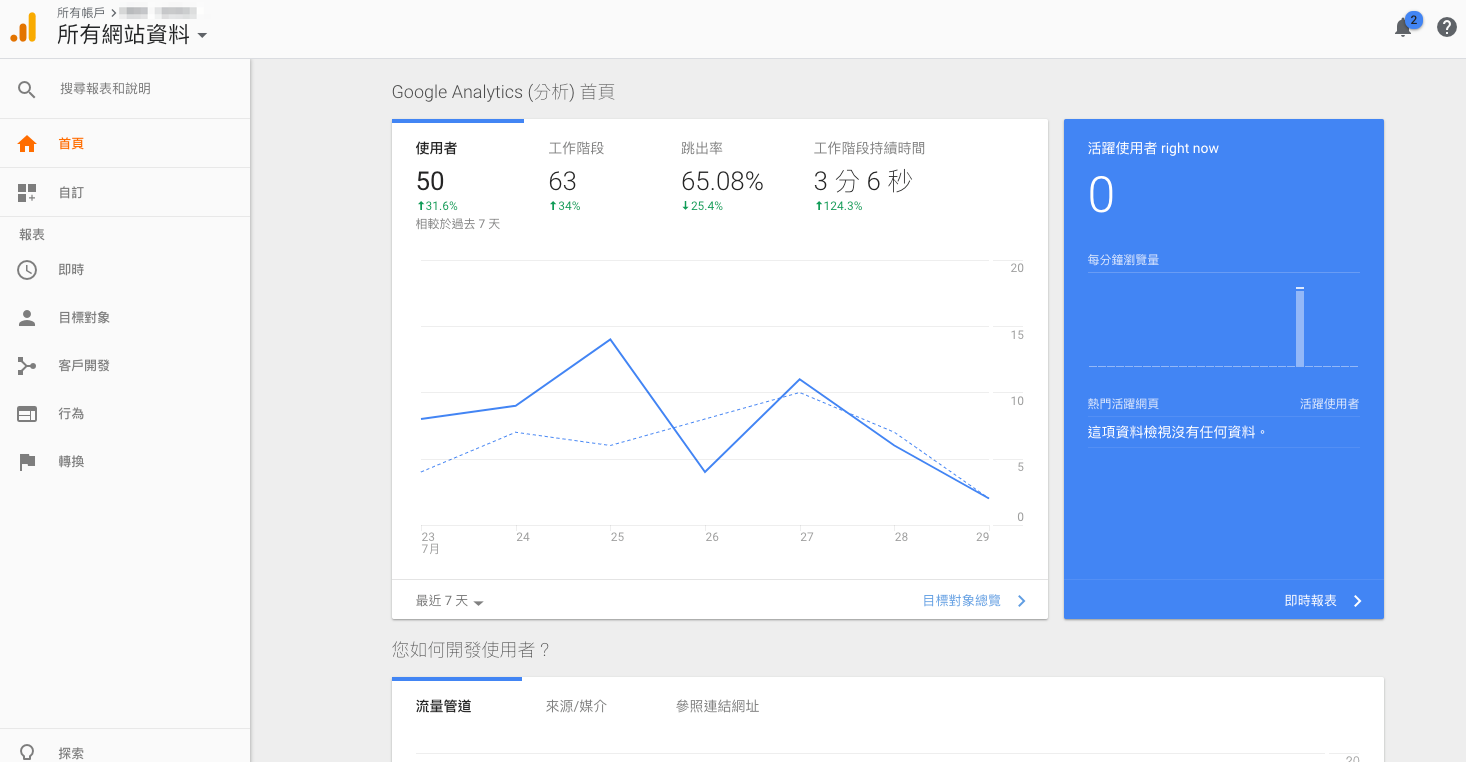 所有帳戶 >
所有網站資料
2
搜尋報表和說明
首頁
自訂
報表
即時
目標對象
客戶開發
行為
轉換
探索
Google Analytics (分析) 首頁
使用者 工作階段 跳出率 工作階段持續時間
50 63 65.08% 3 分 6 秒
↑31.6% ↑34% ↓25.4% ↑124.3%
相較於過去 7 天
20
15
10
5
0
23 24 25 26 27 28 29
7月
最近 7 天 目標對象總覽
活躍使用者 right now
0
每分鐘瀏覽量
熱門活躍網頁 活躍使用者
這項資料檢視沒有任何資料。
即時報表
您如何開發使用者？
流量管道 來源/媒介 參照連結網址
20